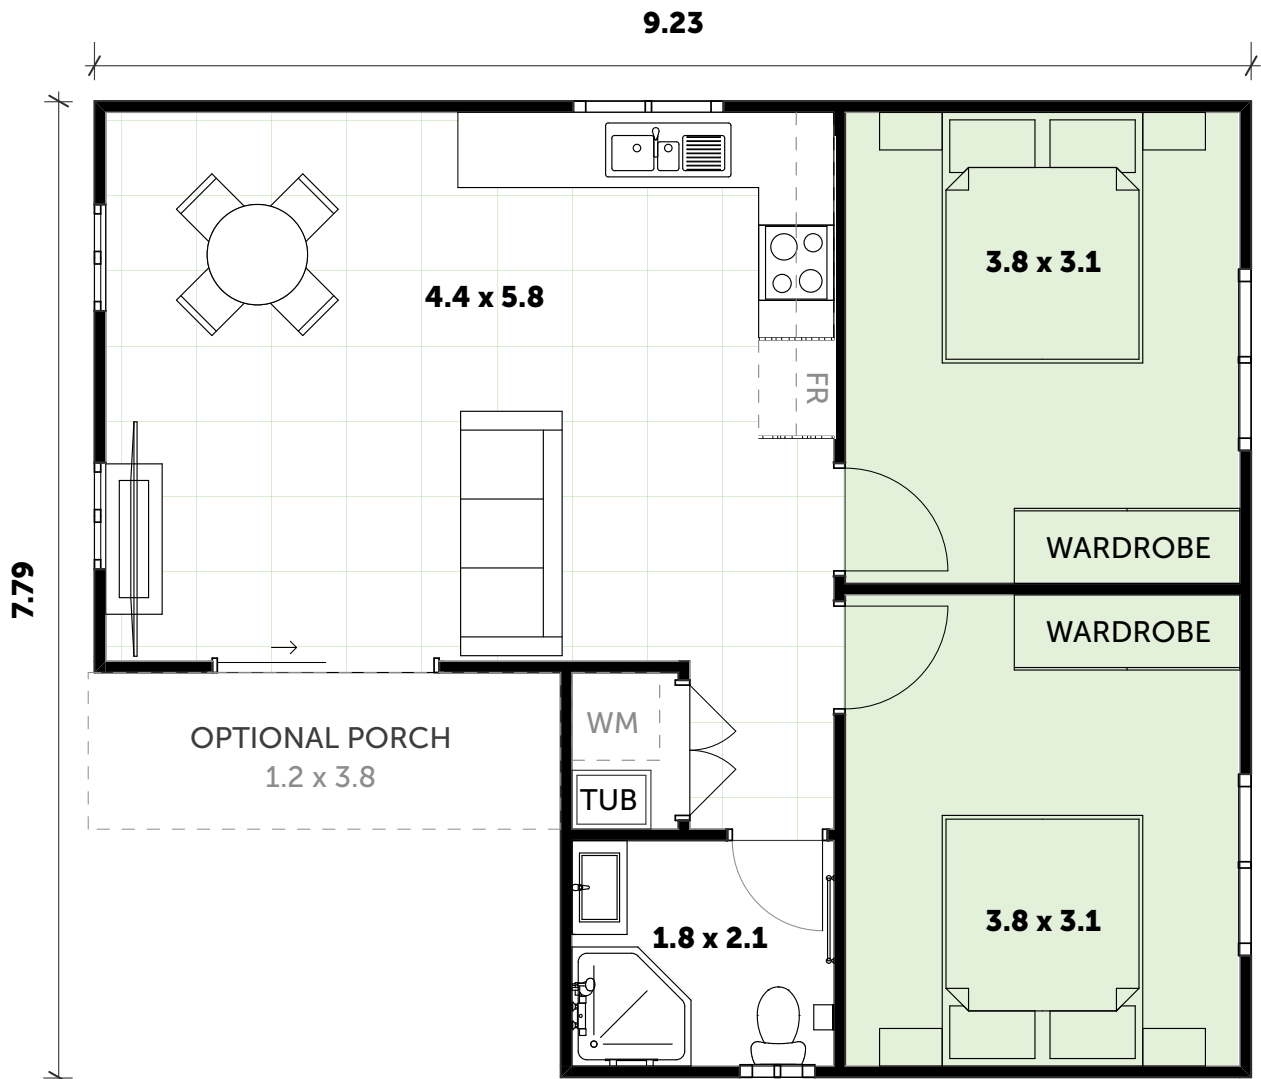 9.23
7.79
3.8 x 3.1
4.4 x 5.8
FR
WARDROBE
WARDROBE
WM
OPTIONAL PORCH
1.2 x 3.8
TUB
3.8 x 3.1
1.8 x 2.1